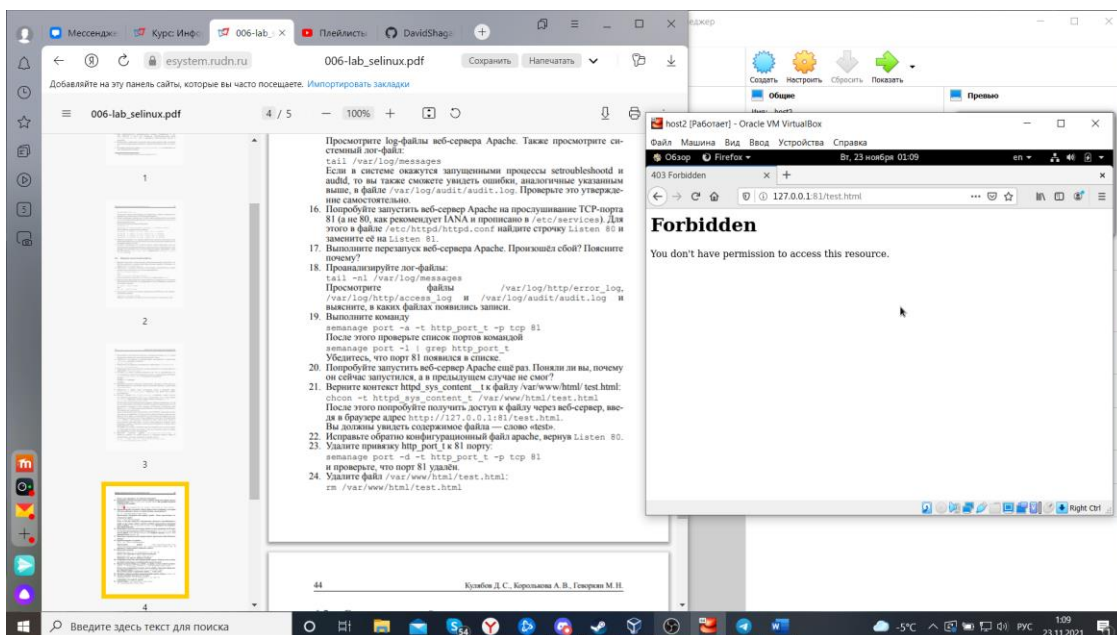 Мессендже
Курс: Инфо
006-lab_s
Плейлисты
DavidShaga
еджер
esystem.rudn.ru
006-lab_selinux.pdf
Сохранить
Напечатать
Добавляйте на эту панель сайты, которые вы часто посещаете. Импортировать закладки
006-lab_selinux.pdf
4 / 5
100%
1
2
3
4
Просмотрите log-файлы веб-сервера Apache. Также просмотрите си-
стемный лог-файл:
tail /var/log/messages
Если в системе окажутся запущенными процессы setroubleshootd и
audtd, то вы также сможете увидеть ошибки, аналогичные указанным
выше, в файле /var/log/audit/audit.log. Проверьте это утвержде-
ние самостоятельно.
16. Попробуйте запустить веб-сервер Apache на прослушивание TCP-порта
81 (а не 80, как рекомендует IANA и прописано в /etc/services). Для
этого в файле /etc/httpd/httpd.conf найдите строчку Listen 80 и
замените её на Listen 81.
17. Выполните перезапуск веб-сервера Apache. Произошёл сбой? Поясните
почему?
18. Проанализируйте лог-файлы:
tail -nl /var/log/messages
Просмотрите файлы /var/log/http/error_log,
/var/log/http/access_log и /var/log/audit/audit.log и
выясните, в каких файлах появились записи.
19. Выполните команду
semanage port -a -t http_port_t -p tcp 81
После этого проверьте список портов командой
semanage port -l | grep http_port_t
Убедитесь, что порт 81 появился в списке.
20. Попробуйте запустить веб-сервер Apache ещё раз. Поняли ли вы, почему
он сейчас запустился, а в предыдущем случае не смог?
21. Верните контекст httpd_sys_content__t к файлу /var/www/html/ test.html:
chcon -t httpd_sys_content_t /var/www/html/test.html
После этого попробуйте получить доступ к файлу через веб-сервер, вве-
дя в браузере адрес http://127.0.0.1:81/test.html.
Вы должны увидеть содержимое файла — слово «test».
22. Исправьте обратно конфигурационный файл apache, вернув Listen 80.
23. Удалите привязку http_port_t к 81 порту:
semanage port -d -t http_port_t -p tcp 81
и проверьте, что порт 81 удалён.
24. Удалите файл /var/www/html/test.html:
rm /var/www/html/test.html
44
Кулябов Д. С., Королькова А. В., Геворкян М. Н.
Создать
Настроить
Сбросить
Показать
Общие
Превью
host2 [Работает] - Oracle VM VirtualBox
Файл Машина Вид Ввод Устройства Справка
Обзор
Firefox
Вт, 23 ноября 01:09
en
403 Forbidden
127.0.0.1:81/test.html
Forbidden
You don't have permission to access this resource.
Right Ctrl
Введите здесь текст для поиска
-5°C
РУС
1:09
23.11.2021